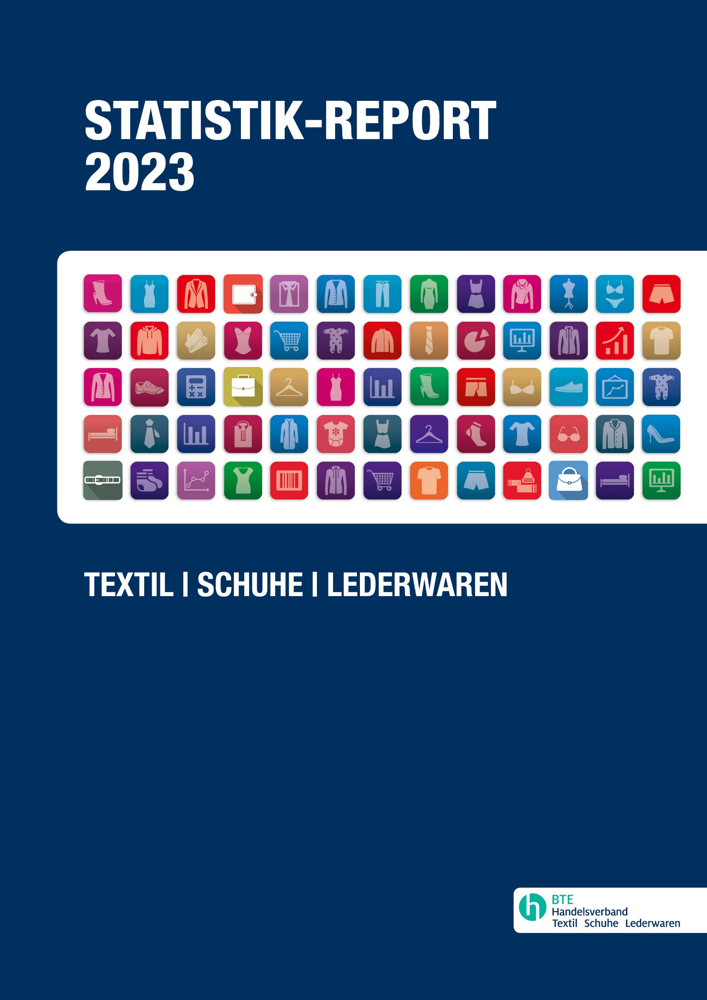 STATISTIK-REPORT
2023
TEXTIL | SCHUHE | LEDERWAREN
BTE
Handelsverband
Textil Schuhe Lederwaren